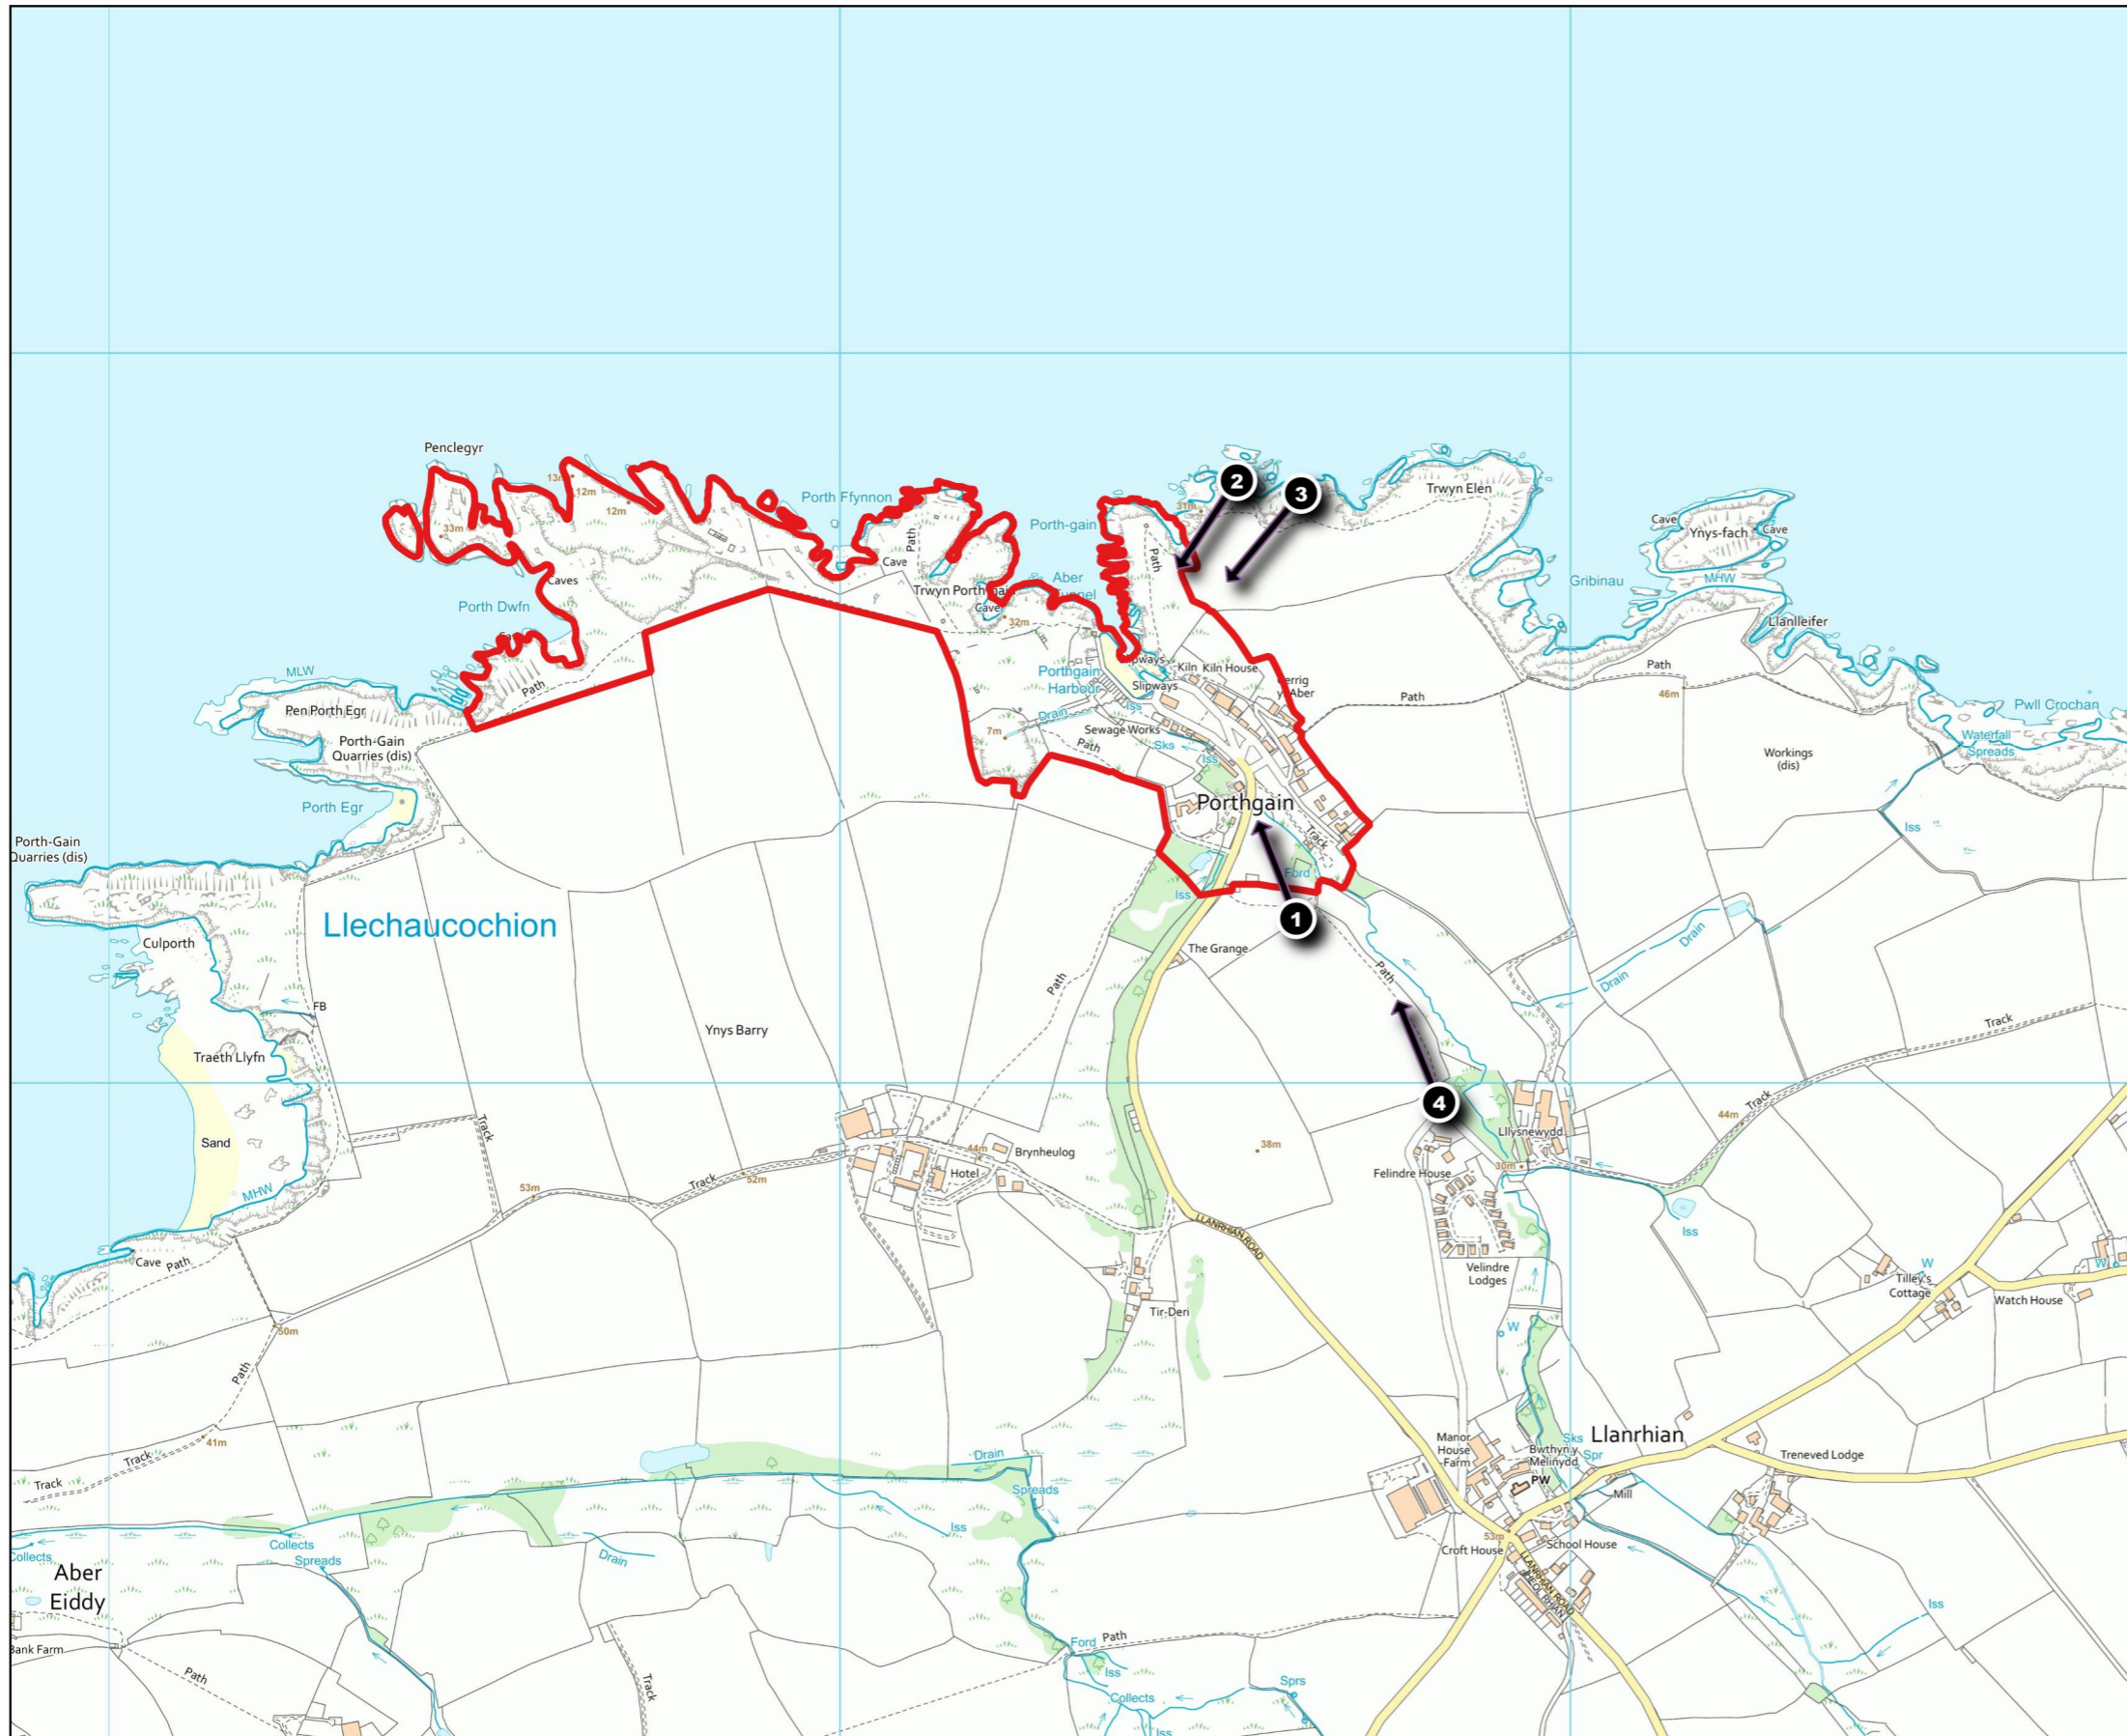 Penclegyr
13m
12m
12m
33m
Porth Ffynnon
Path
Cave
Porth-gain
Path
31m
2
3
Trwyn Elen
Cave
Ynys-fach
Cave
MHW
Gribinau
Llanlleifer
Caves
Porth Dwfn
Aber
Trwyn Porth
Cave
32m
Path
MLW
Pen Porth Egr
Porth-Gain
Quarries (dis)
Porth Egr
Porthgain
Harbour
Kiln
Kiln House
Slipways
Iss
Drain
7m
Sewage Works
Path
Sks
Iss
Path
Path
46m
Pwll Crochan
Waterfall
Spreads
Workings
(dis)
Iss
Porthgain
Track
Ford
Iss
1
Porth-Gain
Quarries (dis)
Llechaucochion
Culporth
FB
Traeth Llyfn
Sand
MHW
Cave
Path
The Grange
Path
Path
Drain
Drain
Track
Ynys Barry
Track
4
Llysnewydd
30m
44m
Track
Felindre House
Velindre
Lodges
Iss
W
38m
44m
Brynheulog
Hotel
53m
Track
52m
LLANRHIAN ROAD
Tir-Deri
W
Tilley's
Cottage
Watch House
W
50m
Path
41m
Track
Track
Drain
Spreads
Iss
Manor
House
Farm
Bwthyn y
Melinydd
PW
Sks
Spr
Llanrhian
Treneved Lodge
Mill
53m
Croft House
School House
LLANRHIAN ROAD
Iss
Collects
Aber
Eiddy
Collects
Spreads
Drain
Bank Farm
Path
Track
Ford
Path
Iss
Collects
Iss
Sprs